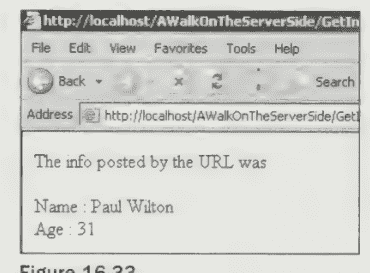 http://localhost/AWalkOnTheServerSide/GetIn
File Edit View Favorites Tools Help
Back Search
Address http://localhost/AWalkOnTheServerSide/GetI
The info posted by the URL was
Name : Paul Wilton
Age : 31
Figure 16-33